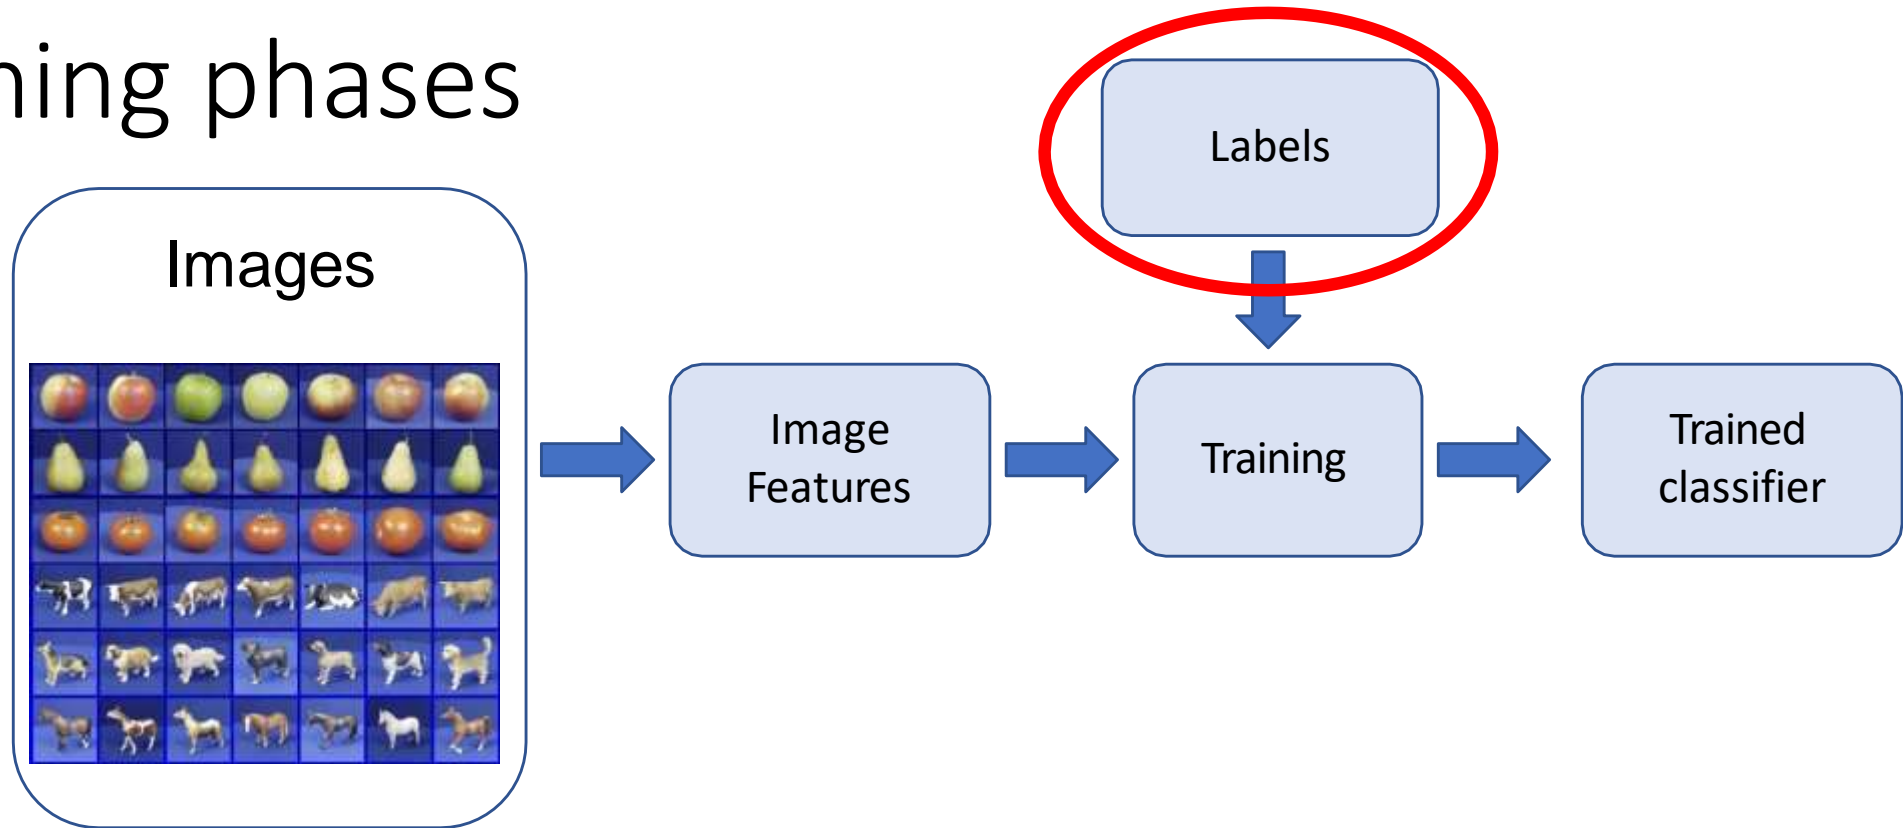 ning phases
Labels
Images
Image
Features
Training
Trained
classifier